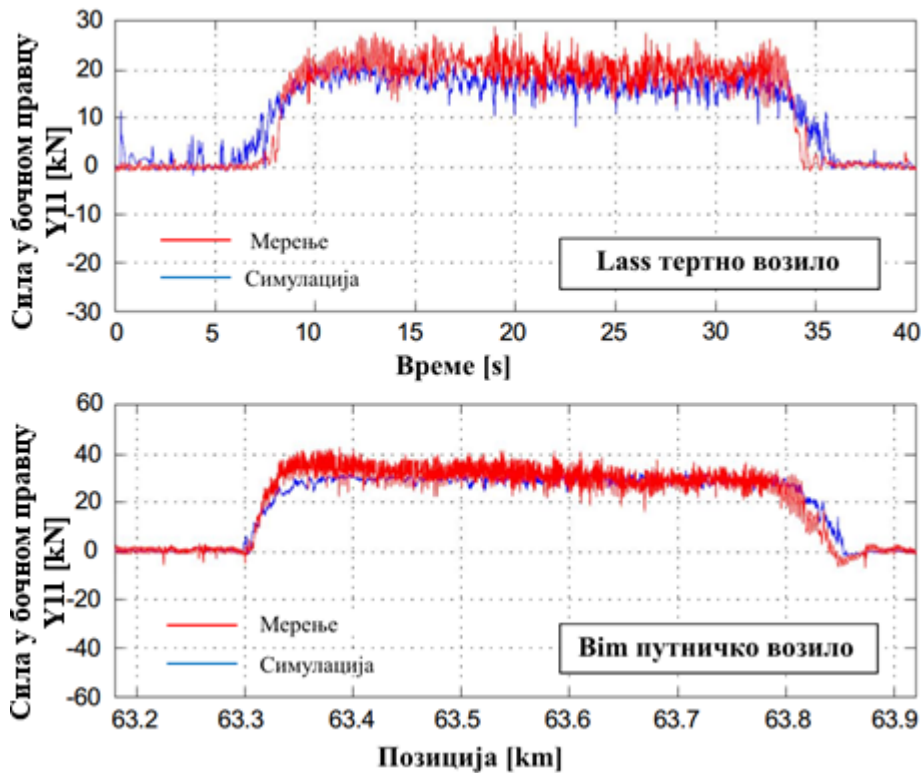 Сила у бочном правцу
Y11 [kN]
30
20
10
0
-10
-20
-30
Мерење
Симулација
Lass тертно возило
0 5 10 15 20 25 30 35 40
Време [s]
Сила у бочном правцу
Y11 [kN]
60
40
20
0
-20
-40
-60
Мерење
Симулација
Bim путничко возило
63.2 63.3 63.4 63.5 63.6 63.7 63.8 63.9
Позиција [km]